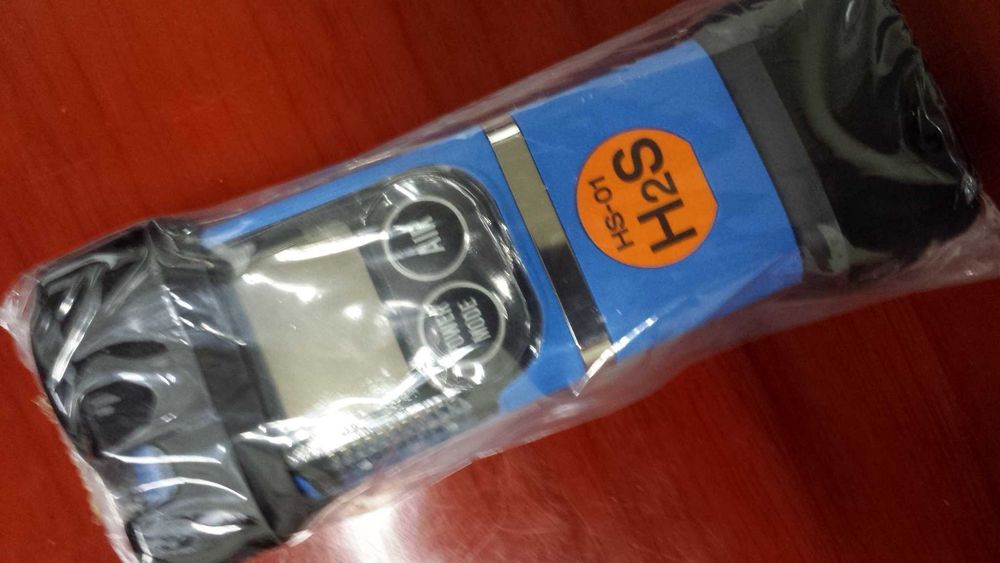 HS-01
H2S
AIR
POWER
MODE